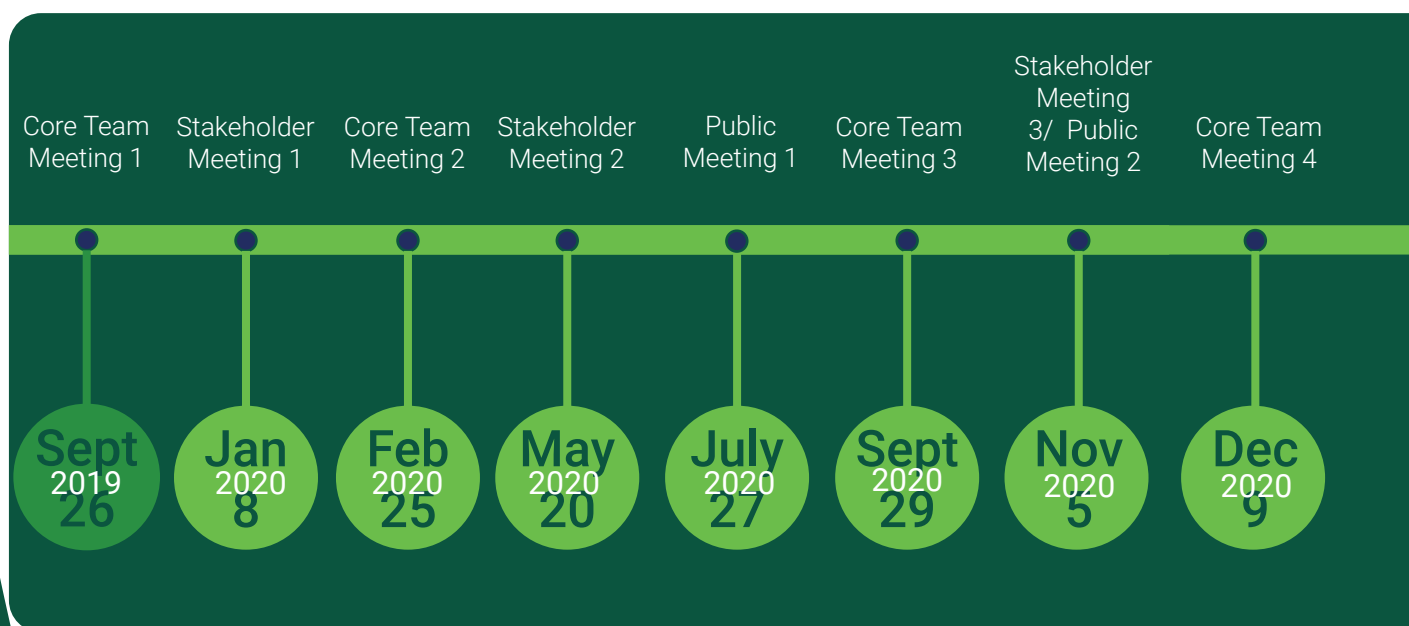 Core Team
Meeting 1
Stakeholder
Meeting 1
Core Team
Meeting 2
Stakeholder
Meeting 2
Public
Meeting 1
Core Team
Meeting 3
Stakeholder
Meeting
3/ Public
Meeting 2
Core Team
Meeting 4
Sept
2019
26
Jan
2020
8
Feb
2020
25
May
2020
20
July
2020
27
Sept
2020
29
Nov
2020
5
Dec
2020
9